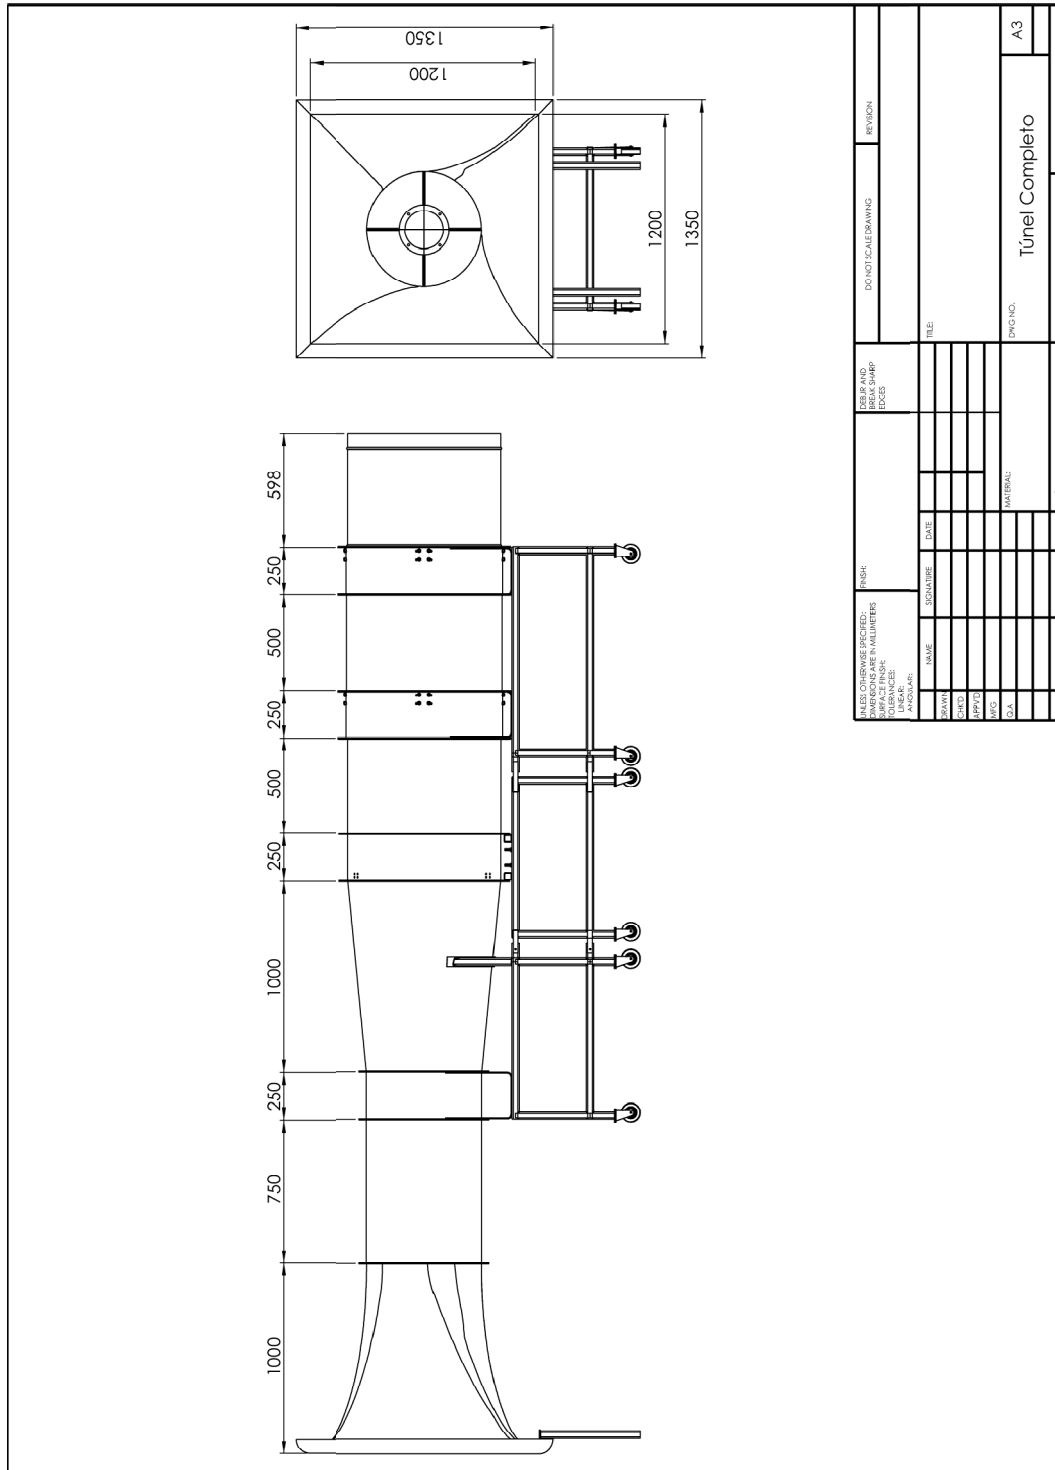 1350
1200
1200
1350
598
250
500
250
500
250
1000
250
750
1000
UNLESS OTHERWISE SPECIFIED:
DIMENSIONS ARE IN MILLIMETERS
SURFACE FINISH:
TOLERANCES:
LINEAR:
ANGULAR:
FINISH:
DEBUR AND
BREAK SHARP
EDGES
DO NOT SCALE DRAWING
REVISION
NAME
SIGNATURE
DATE
TITLE:
DRAWN
CHK'D
APPV'D
MFG
Q.A
MATERIAL:
DWG NO.
Túnel Completo
A3